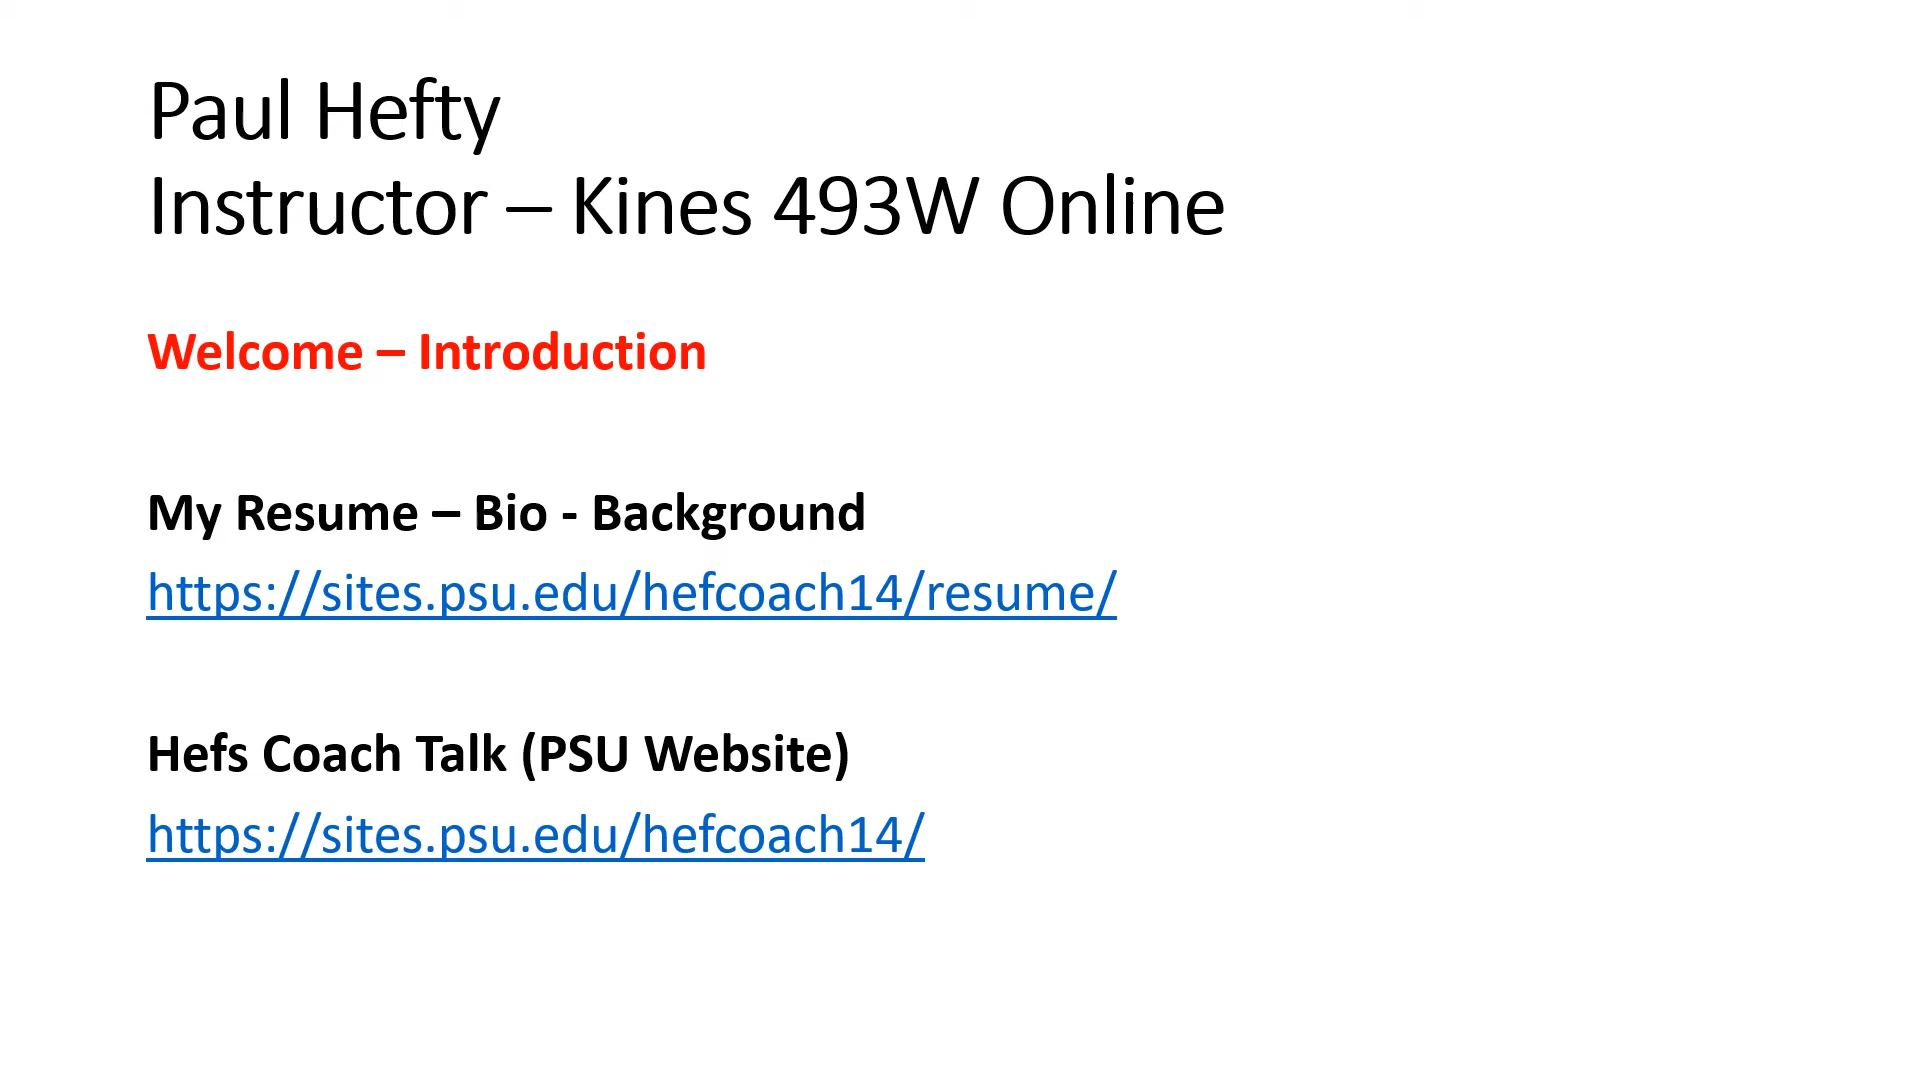 Paul Hefty
Instructor – Kines 493W Online
Welcome – Introduction
My Resume – Bio - Background
https://sites.psu.edu/hefcoach14/resume/
Hefs Coach Talk (PSU Website)
https://sites.psu.edu/hefcoach14/